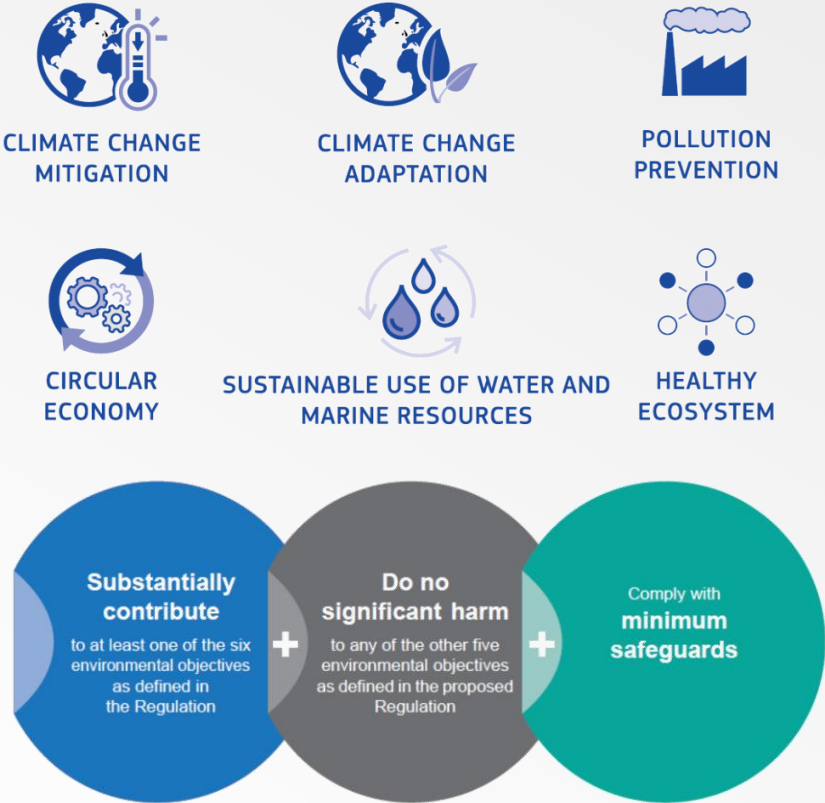 CLIMATE CHANGE
MITIGATION
CLIMATE CHANGE
ADAPTATION
POLLUTION
PREVENTION
CIRCULAR
ECONOMY
SUSTAINABLE USE OF WATER AND
MARINE RESOURCES
HEALTHY
ECOSYSTEM
Substantially
contribute
to at least one of the six
environmental objectives
as defined in
the Regulation
+
Do no
significant harm
to any of the other five
environmental objectives
as defined in the proposed
Regulation
+
Comply with
minimum
safeguards